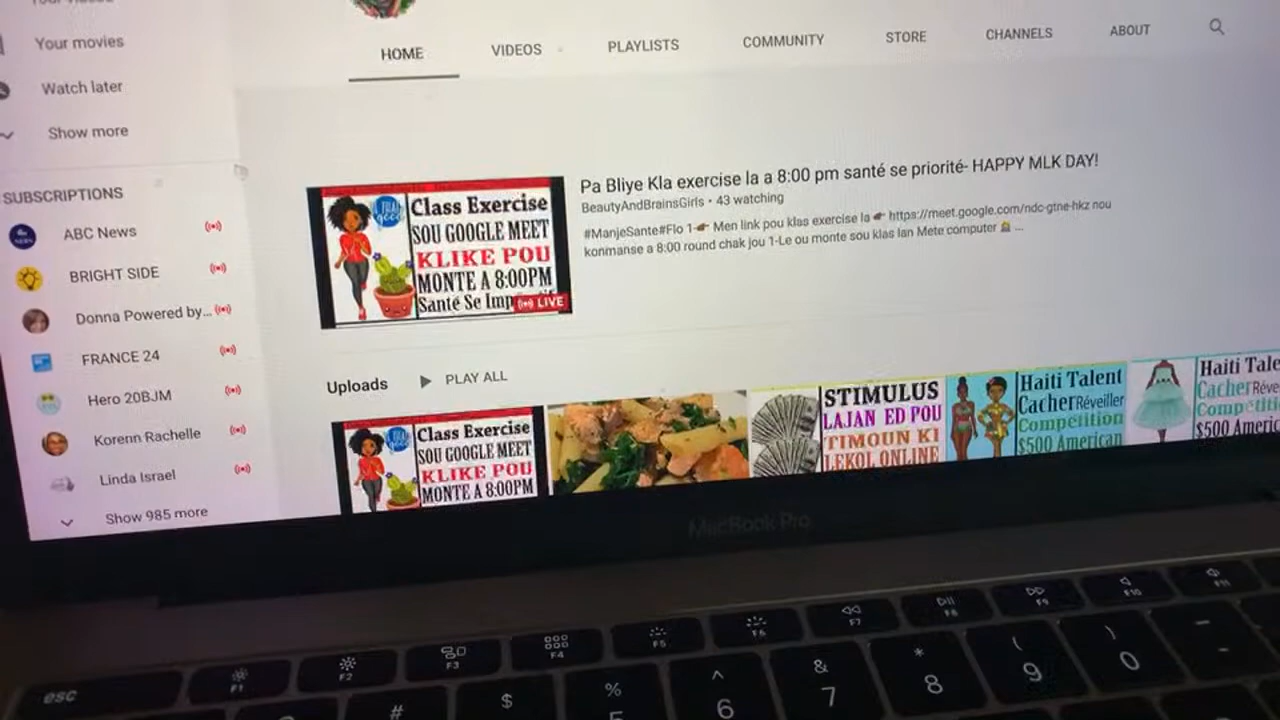 Your movies
Watch later
Show more
SUBSCRIPTIONS
ABC News
BRIGHT SIDE
Donna Powered by...
FRANCE 24
Hero 20BJM
Korenn Rachelle
Linda Israel
Show 985 more
HOME VIDEOS PLAYLISTS COMMUNITY STORE CHANNELS ABOUT
Class Exercise
SOU GOOGLE MEET
KLIKE POU
MONTE A 8:00PM
Santé Se Imp
LIVE
Pa Bliye Kla exercise la a 8:00 pm santé se priorité- HAPPY MLK DAY!
BeautyAndBrainsGirls • 43 watching
#ManjeSante#Flo 1- Men link pou klas exercise la https://meet.google.com/ndc-gtne-hkz nou
konmanse a 8:00 round chak jou 1-Le ou monte sou klas lan Mete computer ...
Uploads PLAY ALL
Class Exercise
SOU GOOGLE MEET
KLIKE POU
MONTE A 8:00PM
STIMULUS
LAJAN ED POU
TIMOUN KI
LEKOL ONLINE
Haiti Talent
Cacher Réveiller
Competition
$500 American
Haiti Tale
Cacher Réve
Competiti
$500 Americ
MacBook Pro
esc F1 F2 F3 F4 F5 F6 F7 F8 F9 F10 F11
# $ % ^ & * ( ) -
5 6 7 8 9 0 -